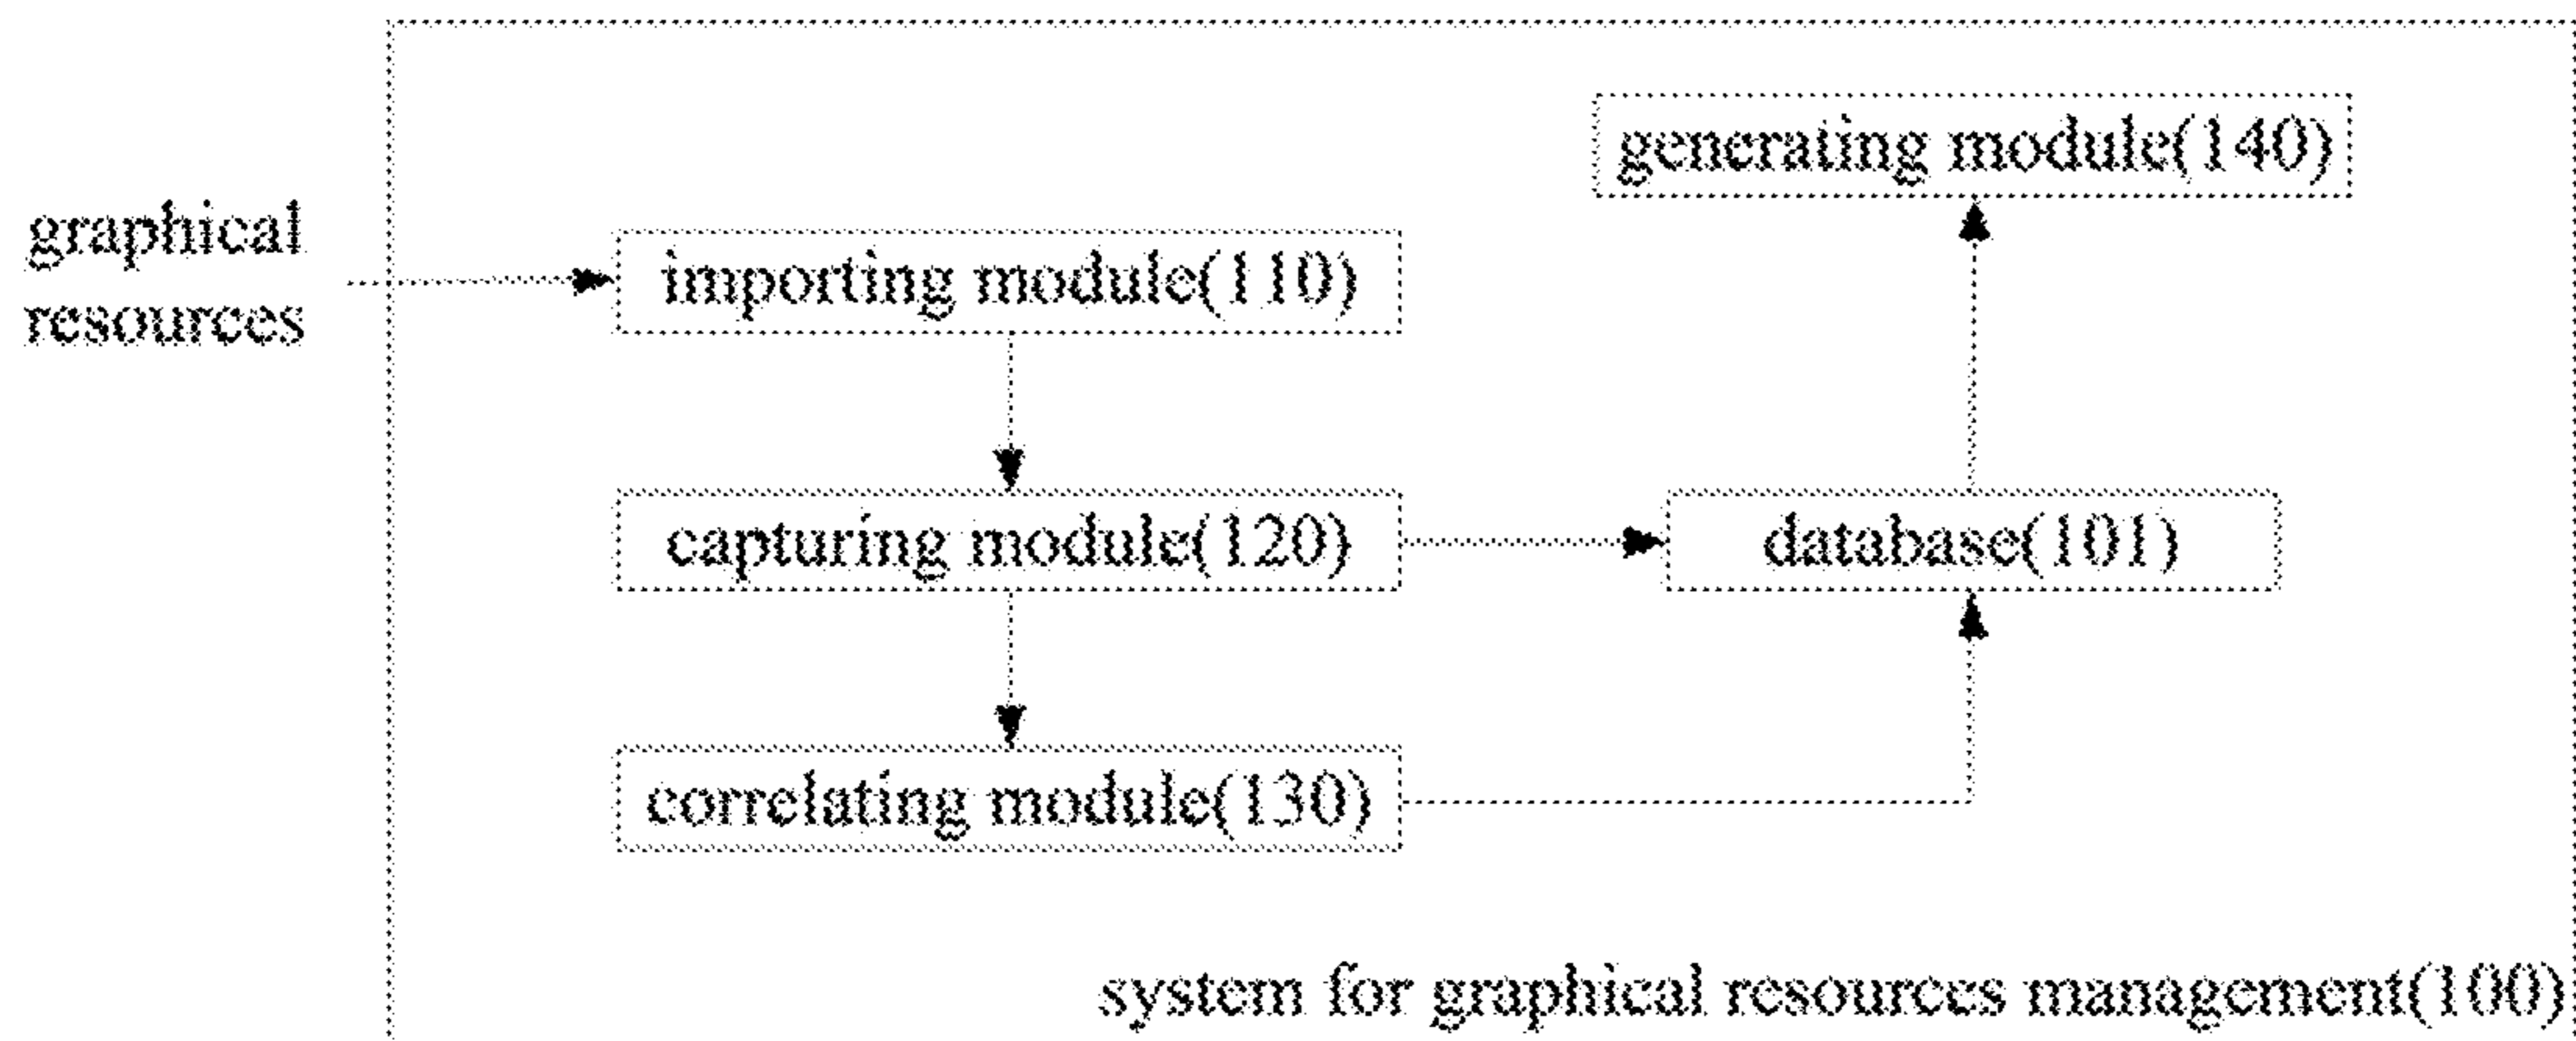 graphical
resources
generating module(140)
importing module(110)
capturing module(120)
database(101)
correlating module(130)
system for graphical resources management(100)